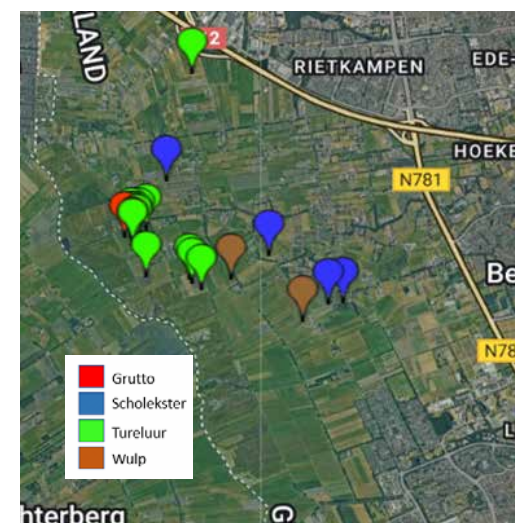 LAND
2
RIETKAMPEN
EDE-
HOEKE
N781
Be
N78
Grutto
Scholekster
Tureluur
Wulp
L
hterberg
G